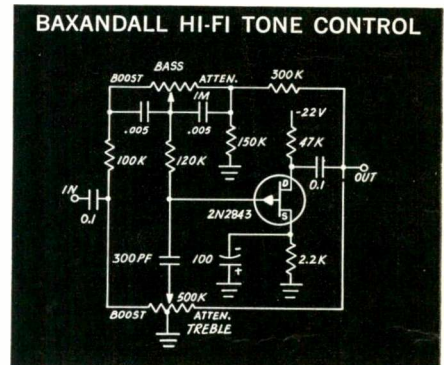 BAXANDALL HI-FI TONE CONTROL
BASS
BOOST ATTEN. 300K
1M
.005 .005
-22V
150K 47K
100K 120K
0.1 OUT
IN
0.1
D
2N2843 S
300PF 100 - + 2.2K
500K
BOOST ATTEN.
TREBLE